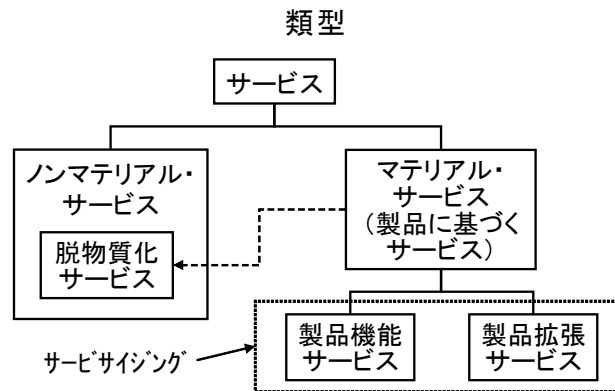 類型
サービス
ノンマテリアル・
サービス
脱物質化
サービス
マテリアル・
サービス
(製品に基づく
サービス)
製品機能
サービス
製品拡張
サービス
ｻｰﾋﾞｻｲｼﾞﾝｸﾞ